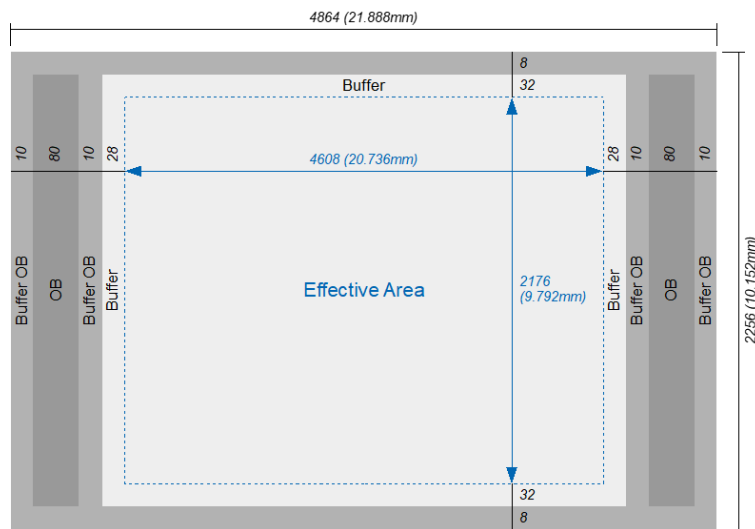 4864 (21.888mm)
8
Buffer
32
10
80
10
28
4608 (20.736mm)
28
10
80
10
Buffer OB
OB
Buffer OB
Buffer
Effective Area
2176
(9.792mm)
Buffer
Buffer OB
OB
Buffer OB
2256 (10.152mm)
32
8